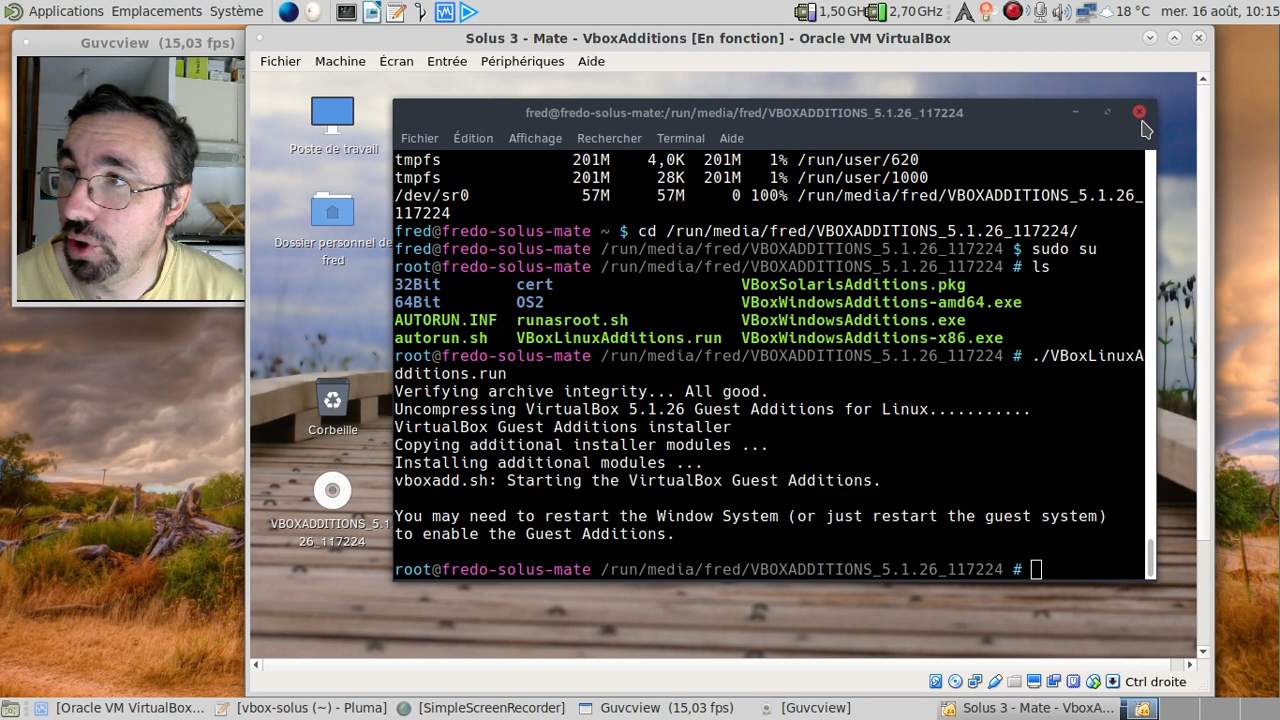 Applications Emplacements Système
1,50 GHz 2,70 GHz 18 °C mer. 16 août, 10:15
Guvcview (15,03 fps)
Solus 3 - Mate - VboxAdditions [En fonction] - Oracle VM VirtualBox
Fichier Machine Écran Entrée Périphériques Aide
Poste de travail
Dossier personnel de
fred
Corbeille
VBOXADDITIONS_5.1
26_117224
fred@fredo-solus-mate:/run/media/fred/VBOXADDITIONS_5.1.26_117224
Fichier Édition Affichage Rechercher Terminal Aide
tmpfs 201M 4,0K 201M 1% /run/user/620
tmpfs 201M 28K 201M 1% /run/user/1000
/dev/sr0 57M 57M 0 100% /run/media/fred/VBOXADDITIONS_5.1.26_
117224
fred@fredo-solus-mate ~ $ cd /run/media/fred/VBOXADDITIONS_5.1.26_117224/
fred@fredo-solus-mate /run/media/fred/VBOXADDITIONS_5.1.26_117224 $ sudo su
root@fredo-solus-mate /run/media/fred/VBOXADDITIONS_5.1.26_117224 # ls
32Bit cert VBoxSolarisAdditions.pkg
64Bit OS2 VBoxWindowsAdditions-amd64.exe
AUTORUN.INF runasroot.sh VBoxWindowsAdditions.exe
autorun.sh VBoxLinuxAdditions.run VBoxWindowsAdditions-x86.exe
root@fredo-solus-mate /run/media/fred/VBOXADDITIONS_5.1.26_117224 # ./VBoxLinuxA
dditions.run
Verifying archive integrity... All good.
Uncompressing VirtualBox 5.1.26 Guest Additions for Linux...........
VirtualBox Guest Additions installer
Copying additional installer modules ...
Installing additional modules ...
vboxadd.sh: Starting the VirtualBox Guest Additions.
You may need to restart the Window System (or just restart the guest system)
to enable the Guest Additions.
root@fredo-solus-mate /run/media/fred/VBOXADDITIONS_5.1.26_117224 #
Ctrl droite
[Oracle VM VirtualBox... [vbox-solus (~) - Pluma] [SimpleScreenRecorder] Guvcview (15,03 fps) [Guvcview] Solus 3 - Mate - VboxA...